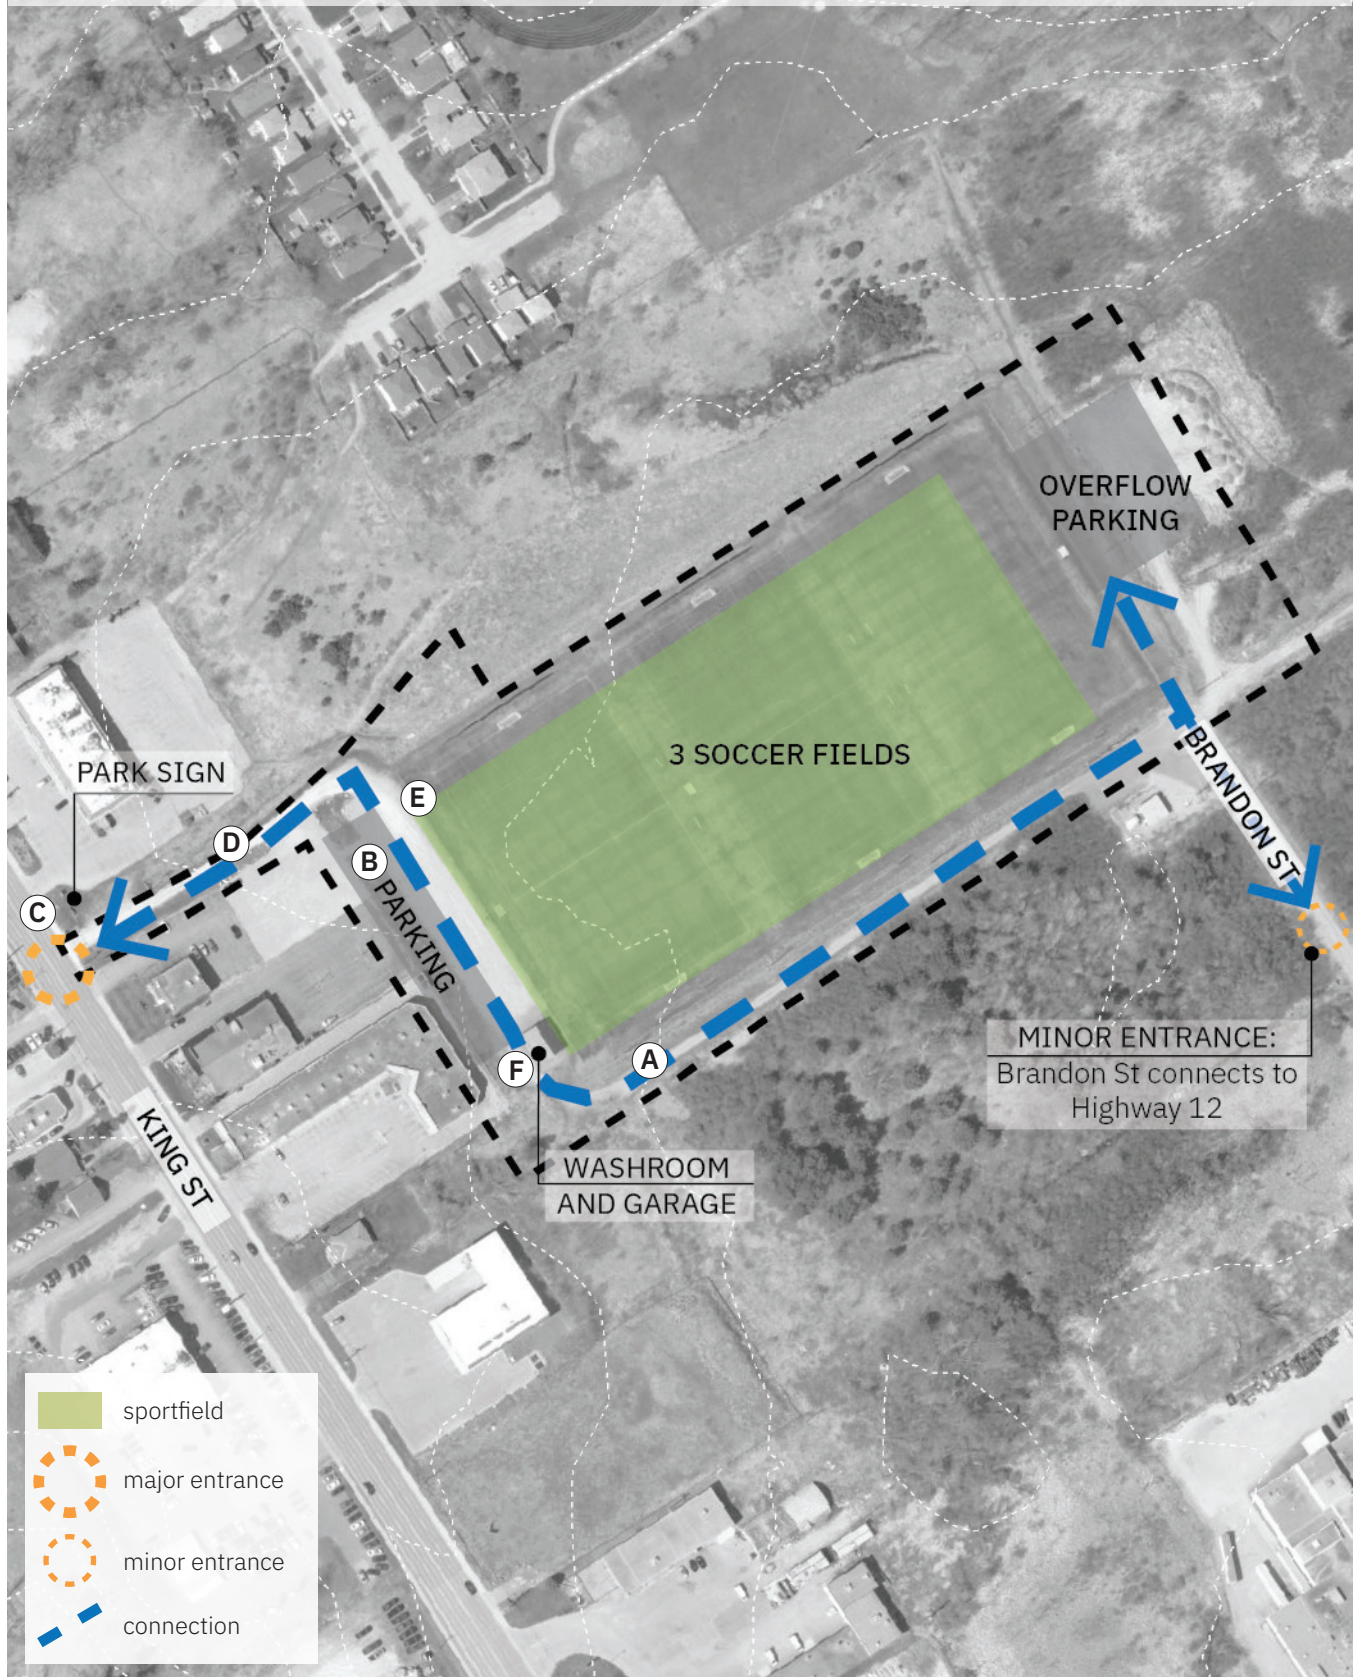 OVERFLOW
PARKING
3 SOCCER FIELDS
BRANDON ST
PARK SIGN
E
D
B
PARKING
C
A
F
MINOR ENTRANCE:
Brandon St connects to
Highway 12
KING ST
WASHROOM
AND GARAGE
sportfield
major entrance
minor entrance
connection